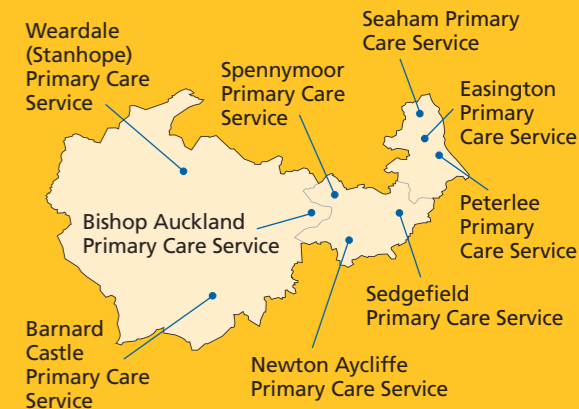 Seaham Primary
Care Service
Weardale
(Stanhope)
Primary Care
Service
Spennymoor
Primary Care
Service
Easington
Primary
Care Service
Peterlee
Primary
Care Service
Bishop Auckland
Primary Care Service
Sedgefield
Primary Care Service
Barnard
Castle
Primary Care
Service
Newton Aycliffe
Primary Care Service